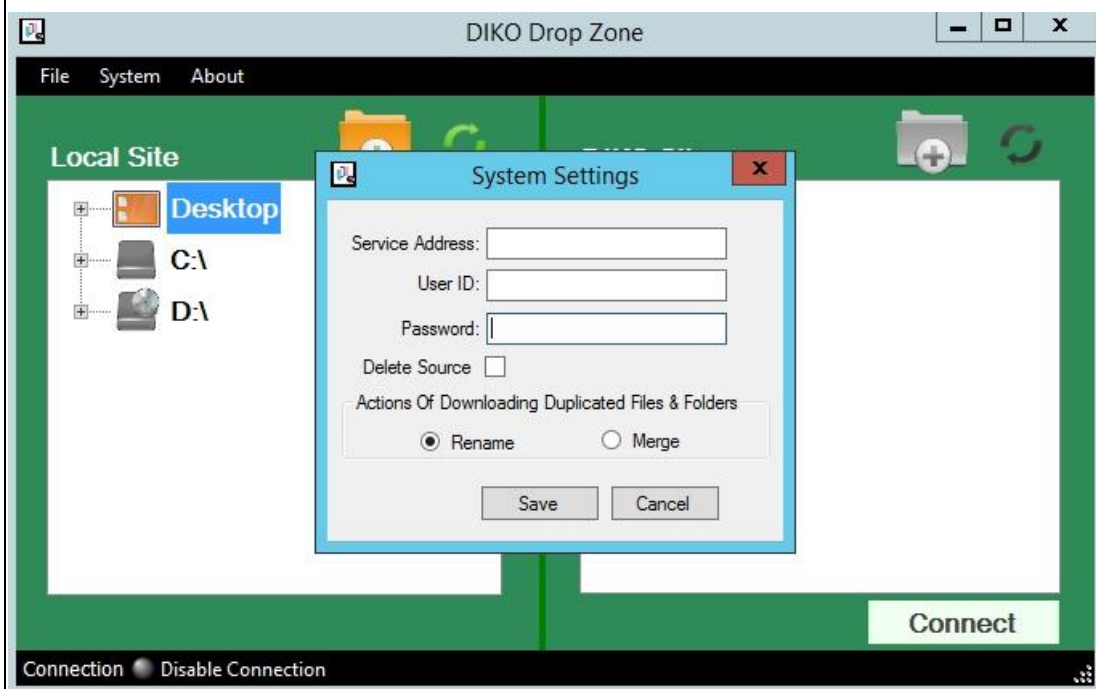 DIKO Drop Zone
File System About
Local Site
Desktop
C:\
D:\
System Settings
Service Address:
User ID:
Password:
Delete Source
Actions Of Downloading Duplicated Files & Folders
Rename Merge
Save Cancel
Connect
Connection Disable Connection